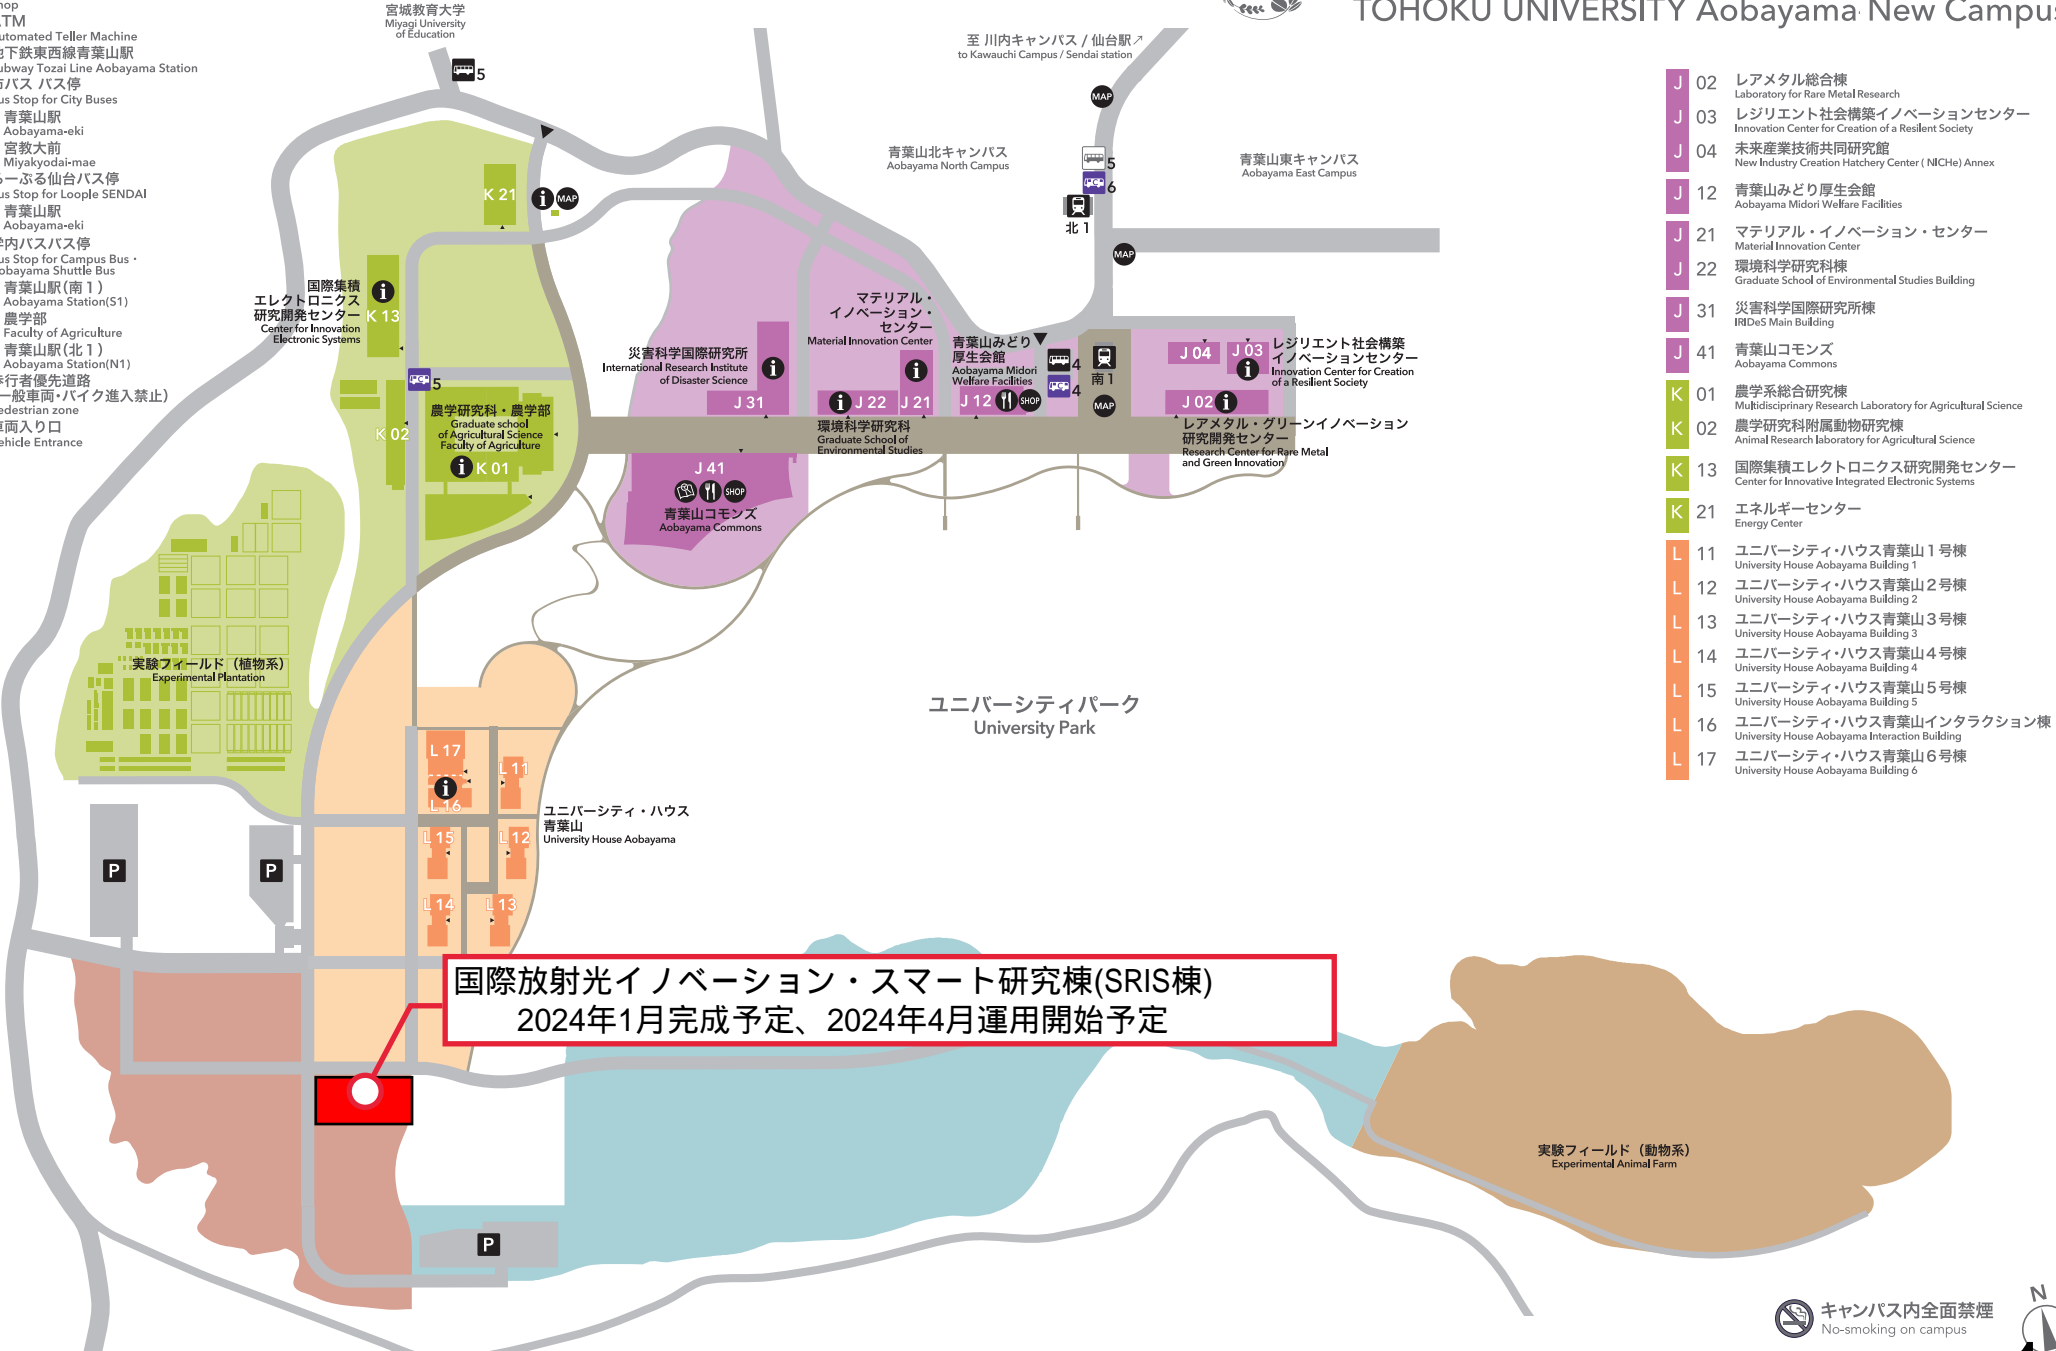 TOHOKU UNIVERSITY Aobayama New Campus
Automated Teller Machine
地下鉄東西線青葉山駅
Subway Tozai Line Aobayama Station
市バス バス停
Bus Stop for City Buses
青葉山駅
Aobayama-eki
宮教大前
Miyakyodai-mae
るーぷる仙台バス停
Bus Stop for Loople SENDAI
青葉山駅
Aobayama-eki
学内バスバス停
Bus Stop for Campus Bus・
Aobayama Shuttle Bus
青葉山駅(南1)
Aobayama Station(S1)
農学部
Faculty of Agriculture
青葉山駅(北1)
Aobayama Station(N1)
歩行者優先道路
(一般車両・バイク進入禁止)
Pedestrian zone
車両入り口
Vehicle Entrance
宮城教育大学
Miyagi University
of Education
5
至 川内キャンパス / 仙台駅↗
to Kawauchi Campus / Sendai station
MAP
青葉山北キャンパス
Aobayama North Campus
5
6
北1
青葉山東キャンパス
Aobayama East Campus
MAP
K 21
MAP
国際集積
エレクトロニクス
研究開発センター
Center for Innovation
Electronic Systems
K 13
5
農学研究科・農学部
Graduate school
of Agricultural Science
Faculty of Agriculture
K 02
K 01
災害科学国際研究所
International Research Institute
of Disaster Science
J 31
マテリアル・
イノベーション・
センター
Material Innovation Center
J 22
J 21
環境科学研究科
Graduate School of
Environmental Studies
青葉山みどり
厚生会館
Aobayama Midori
Welfare Facilities
J 12
SHOP
4
4
南1
MAP
J 04
J 03
J 02
レジリエント社会構築
イノベーションセンター
Innovation Center for Creation
of a Resilient Society
レアメタル・グリーンイノベーション
研究開発センター
Research Center for Rare Metal
and Green Innovation
J 41
SHOP
青葉山コモンズ
Aobayama Commons
実験フィールド（植物系）
Experimental Plantation
ユニバーシティパーク
University Park
L 17
L 11
L 16
ユニバーシティ・ハウス
青葉山
University House Aobayama
L 15
L 12
L 14
L 13
P
P
国際放射光イノベーション・スマート研究棟(SRIS棟)
2024年1月完成予定、2024年4月運用開始予定
P
実験フィールド（動物系）
Experimental Animal Farm
J 02 レアメタル総合棟
Laboratory for Rare Metal Research
J 03 レジリエント社会構築イノベーションセンター
Innovation Center for Creation of a Resilent Society
J 04 未来産業技術共同研究館
New Industry Creation Hatchery Center ( NICHe) Annex
J 12 青葉山みどり厚生会館
Aobayama Midori Welfare Facilities
J 21 マテリアル・イノベーション・センター
Material Innovation Center
J 22 環境科学研究科棟
Graduate School of Environmental Studies Building
J 31 災害科学国際研究所棟
IRIDeS Main Building
J 41 青葉山コモンズ
Aobayama Commons
K 01 農学系総合研究棟
Multidisciprinary Research Laboratory for Agricultural Science
K 02 農学研究科附属動物研究棟
Animal Research laboratory for Agricultural Science
K 13 国際集積エレクトロニクス研究開発センター
Center for Innovative Integrated Electronic Systems
K 21 エネルギーセンター
Energy Center
L 11 ユニバーシティ・ハウス青葉山1号棟
University House Aobayama Building 1
L 12 ユニバーシティ・ハウス青葉山2号棟
University House Aobayama Building 2
L 13 ユニバーシティ・ハウス青葉山3号棟
University House Aobayama Building 3
L 14 ユニバーシティ・ハウス青葉山4号棟
University House Aobayama Building 4
L 15 ユニバーシティ・ハウス青葉山5号棟
University House Aobayama Building 5
L 16 ユニバーシティ・ハウス青葉山インタラクション棟
University House Aobayama Interaction Building
L 17 ユニバーシティ・ハウス青葉山6号棟
University House Aobayama Building 6
キャンパス内全面禁煙
No-smoking on campus
N